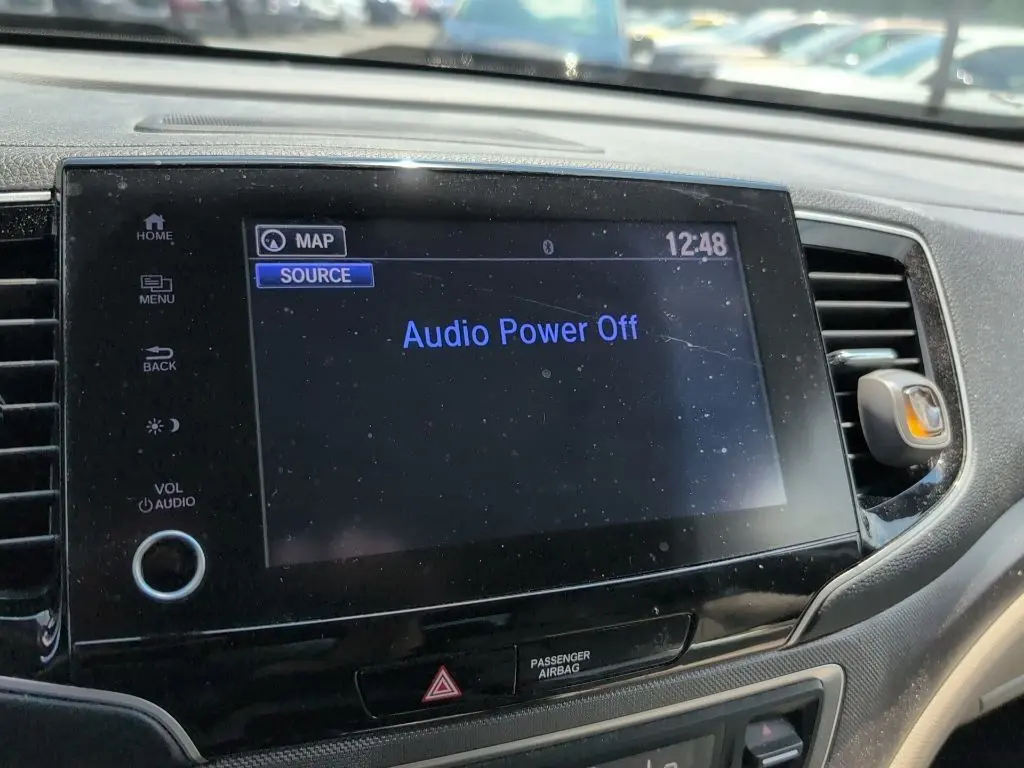 HOME
MENU
BACK
VOL
AUDIO
MAP
12:48
SOURCE
Audio Power Off
PASSENGER
AIRBAG